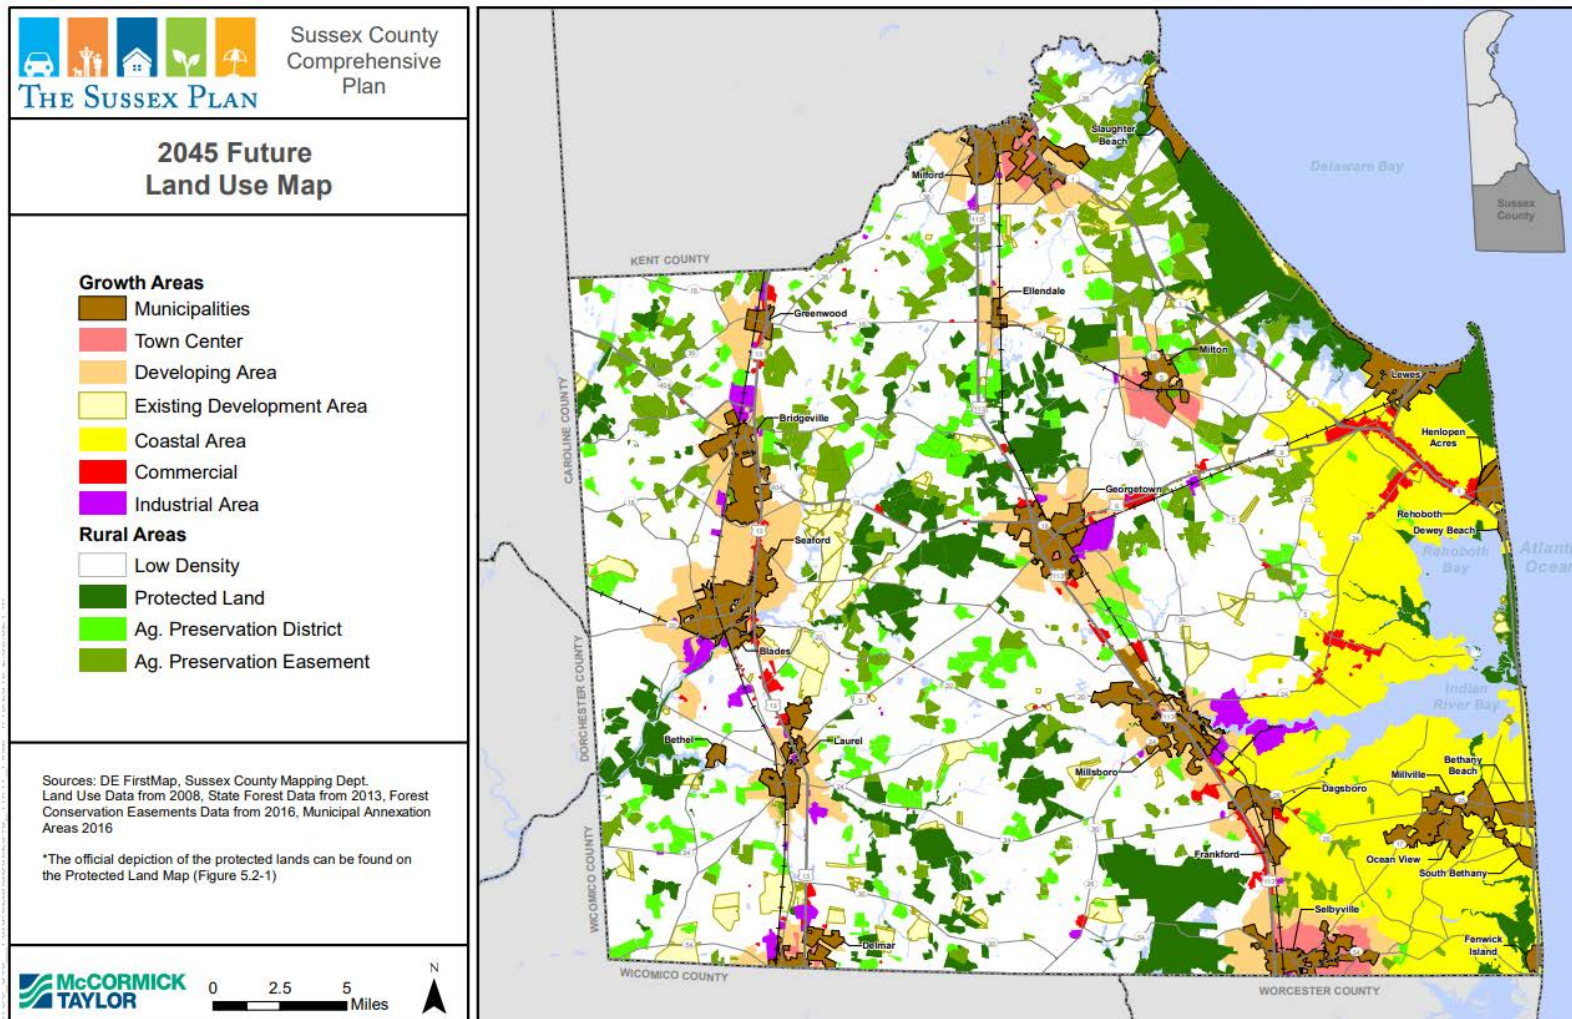 THE SUSSEX PLAN
Sussex County
Comprehensive
Plan
2045 Future
Land Use Map
Growth Areas
Municipalities
Town Center
Developing Area
Existing Development Area
Coastal Area
Commercial
Industrial Area
Rural Areas
Low Density
Protected Land
Ag. Preservation District
Ag. Preservation Easement
Sources: DE FirstMap, Sussex County Mapping Dept.
Land Use Data from 2008, State Forest Data from 2013, Forest
Conservation Easements Data from 2016, Municipal Annexation
Areas 2016
*The official depiction of the protected lands can be found on
the Protected Land Map (Figure 5.2-1)
McCORMICK
TAYLOR
0 2.5 5
Miles
N
Slaughter
Beach
Delaware Bay
Sussex
County
Milford
KENT COUNTY
Ellendale
Greenwood
Milton
Lewes
CAROLINE COUNTY
Bridgeville
Henlopen
Acres
Georgetown
Rehoboth
Dewey Beach
Seaford
Rehoboth
Bay
Atlant
Ocean
Blades
DORCHESTER COUNTY
Indian
River Bay
Bethel
Laurel
Millsboro
Bethany
Beach
Millville
Dagsboro
Frankford
Ocean View
South Bethany
WICOMICO COUNTY
Selbyville
Delmar
Fenwick
Island
WICOMICO COUNTY
WORCESTER COUNTY